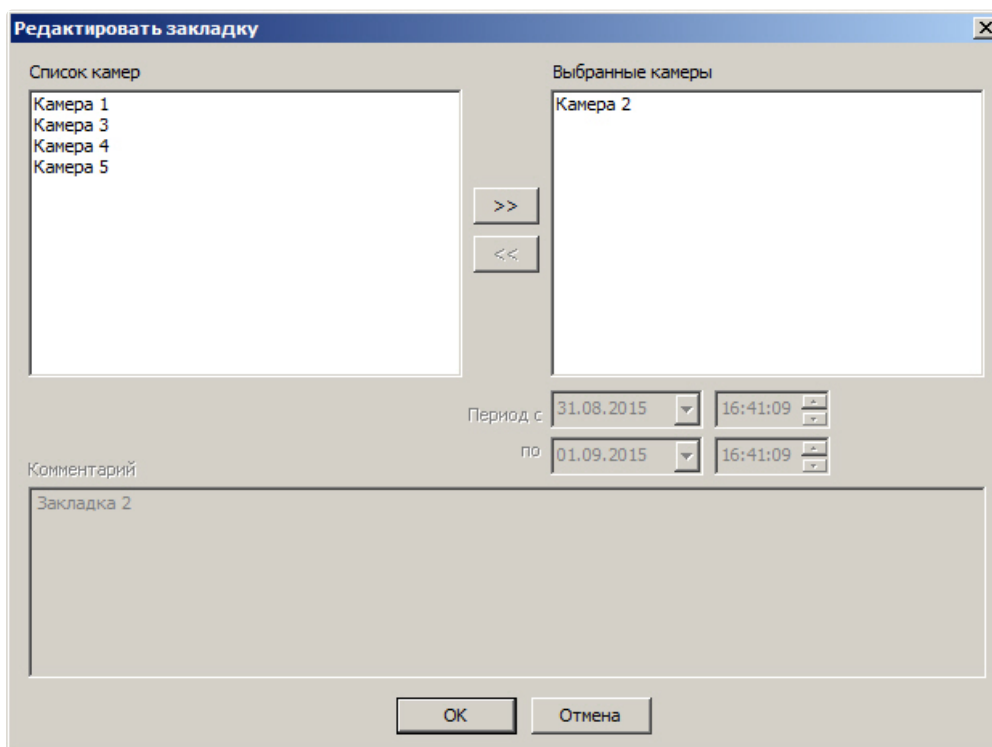 Редактировать закладку
Список камер
Выбранные камеры
Камера 1
Камера 3
Камера 4
Камера 5
Камера 2
>>
<<
Период с 31.08.2015 16:41:09
по 01.09.2015 16:41:09
Комментарий
Закладка 2
OK
Отмена